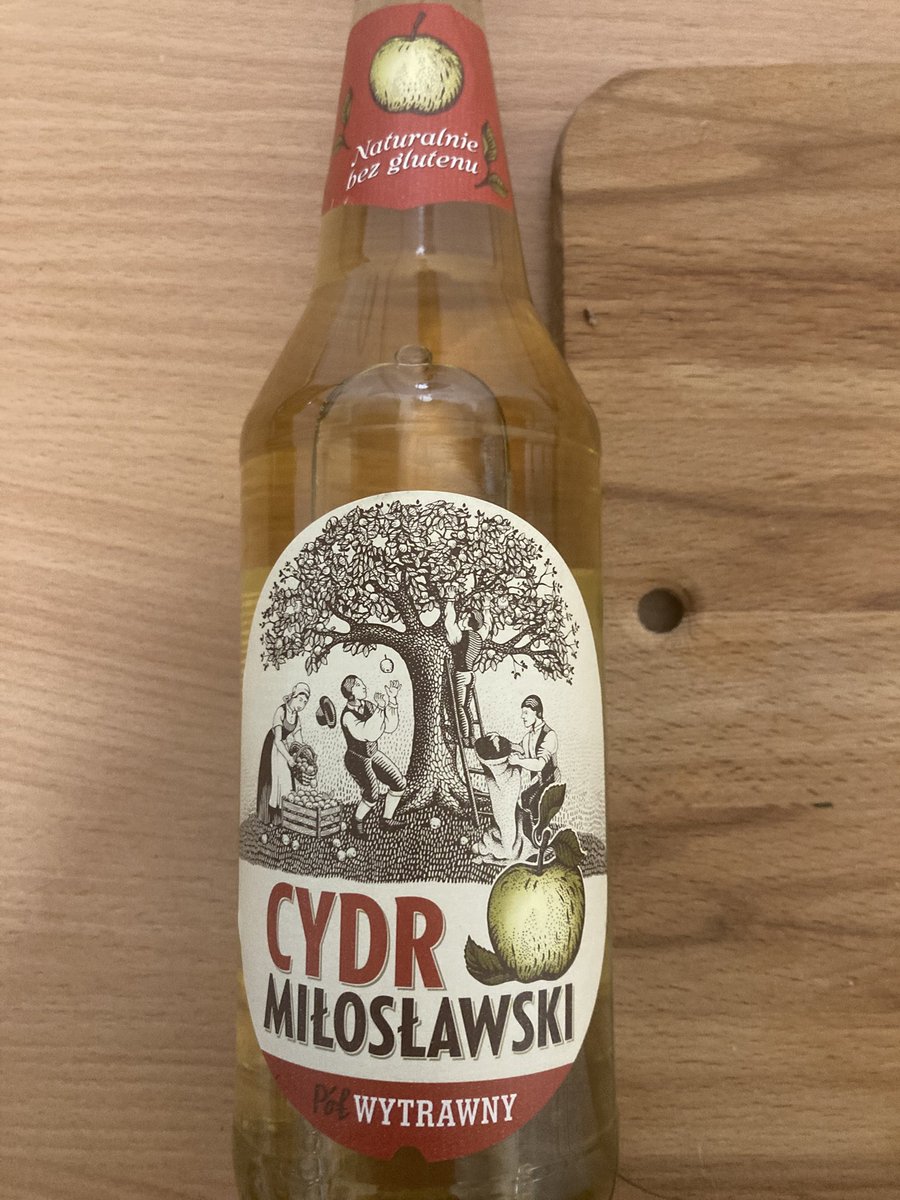 Naturalnie
bez glutenu
CYDR
MIŁOSŁAWSKI
Pół WYTRAWNY